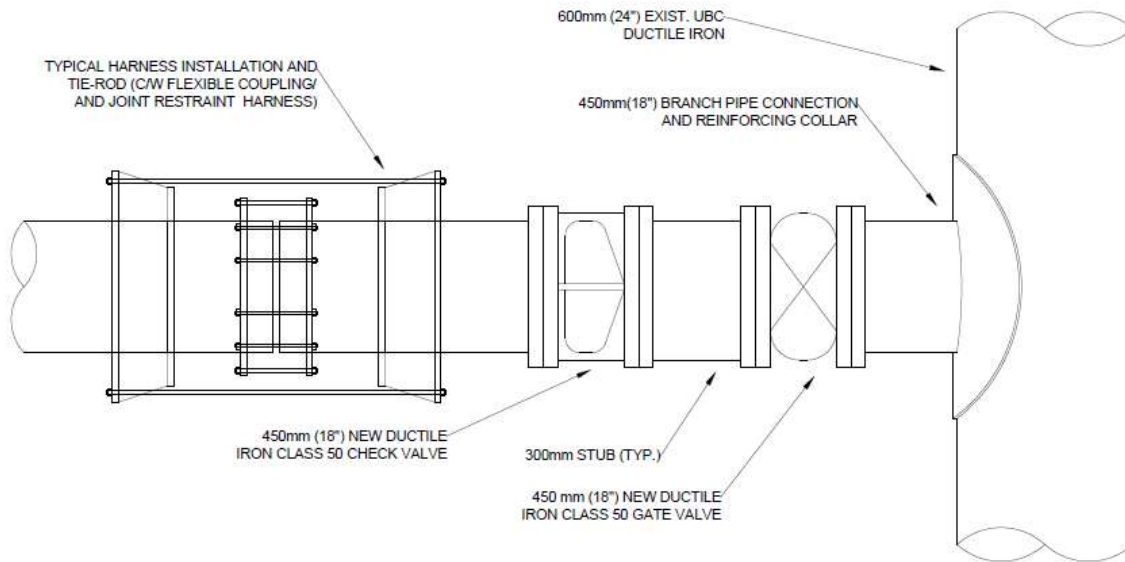 600mm (24") EXIST. UBC
DUCTILE IRON
TYPICAL HARNESS INSTALLATION AND
TIE-ROD (C/W FLEXIBLE COUPLING/
AND JOINT RESTRAINT HARNESS)
450mm(18") BRANCH PIPE CONNECTION
AND REINFORCING COLLAR
450mm (18") NEW DUCTILE
IRON CLASS 50 CHECK VALVE
300mm STUB (TYP.)
450 mm (18") NEW DUCTILE
IRON CLASS 50 GATE VALVE